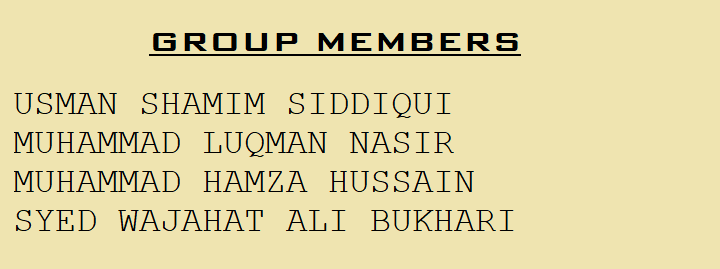 GROUP MEMBERS
USMAN SHAMIM SIDDIQUI
MUHAMMAD LUQMAN NASIR
MUHAMMAD HAMZA HUSSAIN
SYED WAJAHAT ALI BUKHARI